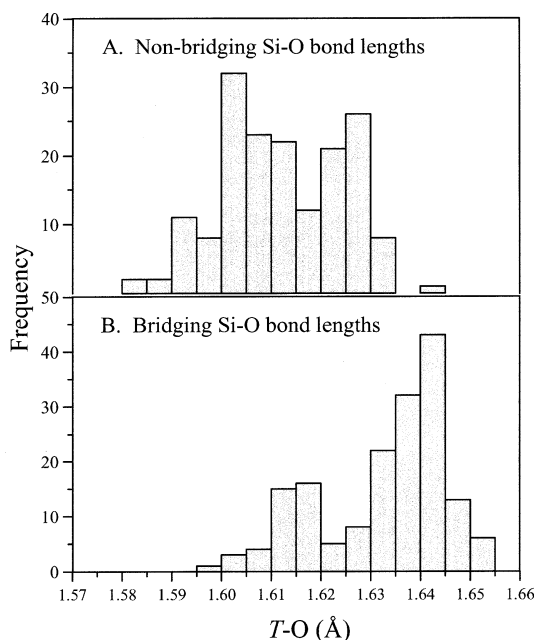 40
A. Non-bridging Si-O bond lengths
30
20
10
Frequency
50
B. Bridging Si-O bond lengths
40
30
20
10
0
1.57 1.58 1.59 1.60 1.61 1.62 1.63 1.64 1.65 1.66
T-O (Å)